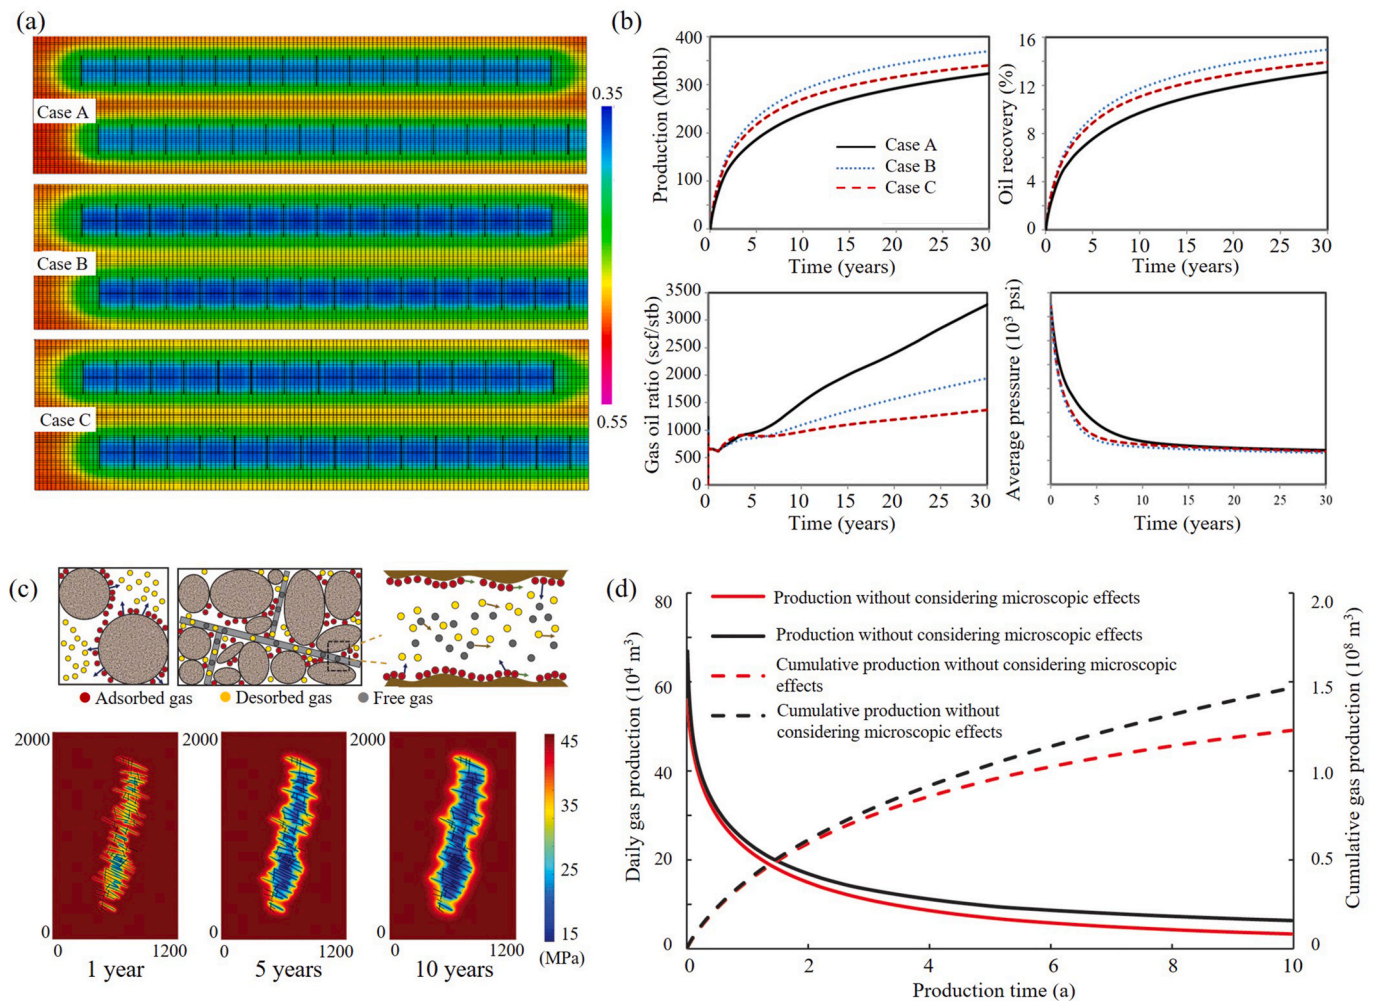 (a)
Case A
Case B
Case C
0.35
0.55
(b)
Production (Mbbl)
400
300
200
100
0
0 5 10 15 20 25 30
Time (years)
Case A
Case B
Case C
Oil recovery (%)
16
12
8
4
0
0 5 10 15 20 25 30
Time (years)
Gas oil ratio (scf/stb)
3500
3000
2500
2000
1500
1000
500
0
0 5 10 15 20 25 30
Time (years)
Average pressure (10³ psi)
0 5 10 15 20 25 30
Time (years)
(c)
Adsorbed gas Desorbed gas Free gas
2000
0
0 1200
1 year
2000
0
0 1200
5 years
2000
0
0 1200
10 years
45
35
25
15
(MPa)
(d)
Daily gas production (10⁴ m³)
80
60
40
20
0
Production without considering microscopic effects
Production without considering microscopic effects
Cumulative production without considering microscopic
effects
Cumulative production without
considering microscopic effects
2.0
1.5
1.0
0.5
0
Cumulative gas production (10⁸ m³)
0 2 4 6 8 10
Production time (a)